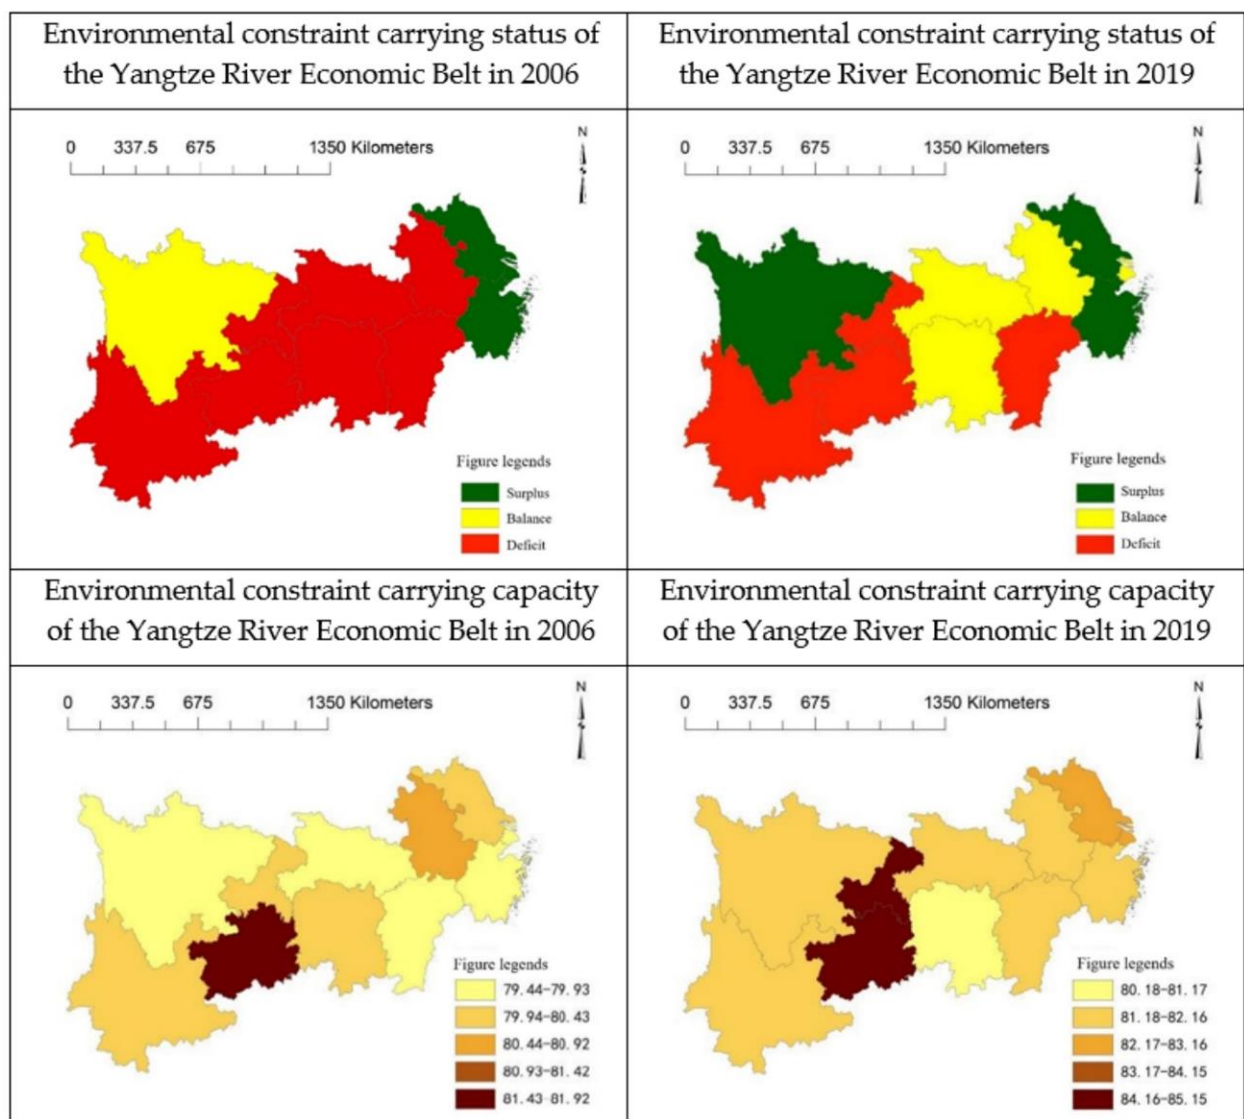 Environmental constraint carrying status of
the Yangtze River Economic Belt in 2006
Environmental constraint carrying status of
the Yangtze River Economic Belt in 2019
0 337.5 675 1350 Kilometers
N
Figure legends
Surplus
Balance
Deficit
0 337.5 675 1350 Kilometers
N
Figure legends
Surplus
Balance
Deficit
Environmental constraint carrying capacity
of the Yangtze River Economic Belt in 2006
Environmental constraint carrying capacity
of the Yangtze River Economic Belt in 2019
0 337.5 675 1350 Kilometers
N
Figure legends
79.44-79.93
79.94-80.43
80.44-80.92
80.93-81.42
81.43-81.92
0 337.5 675 1350 Kilometers
N
Figure legends
80.18-81.17
81.18-82.16
82.17-83.16
83.17-84.15
84.16-85.15